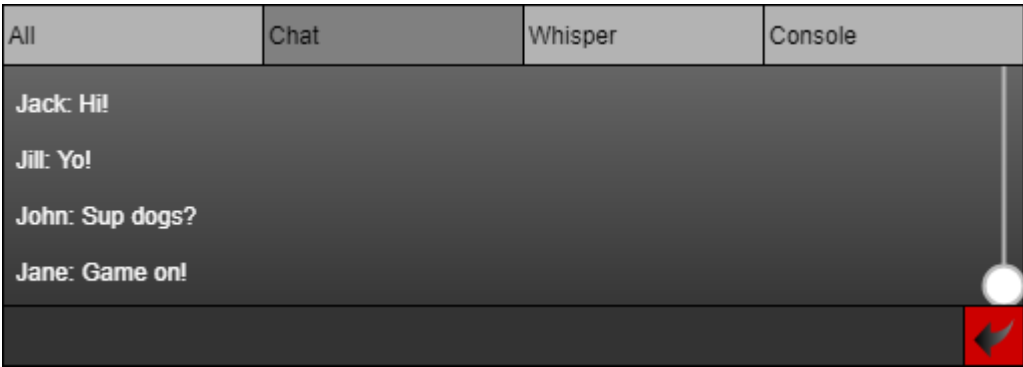 All
Chat
Whisper
Console
Jack: Hi!
Jill: Yo!
John: Sup dogs?
Jane: Game on!